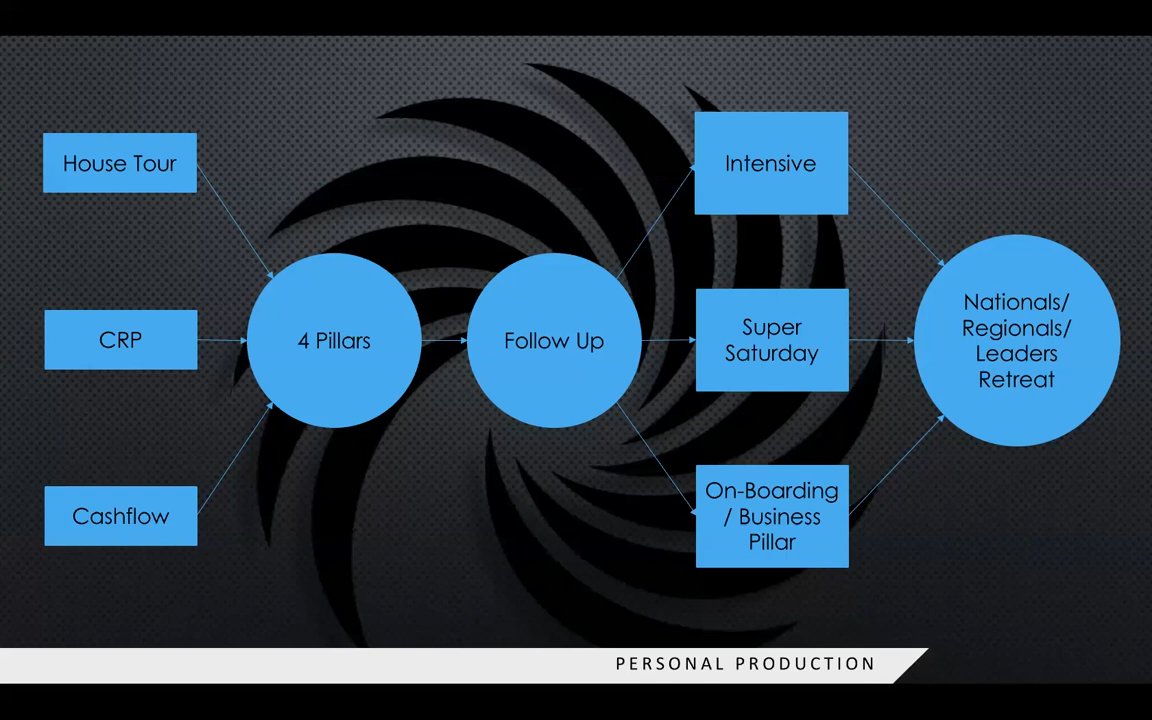 House Tour
CRP
Cashflow
4 Pillars
Follow Up
Intensive
Super
Saturday
On-Boarding
/ Business
Pillar
Nationals/
Regionals/
Leaders
Retreat
PERSONAL PRODUCTION